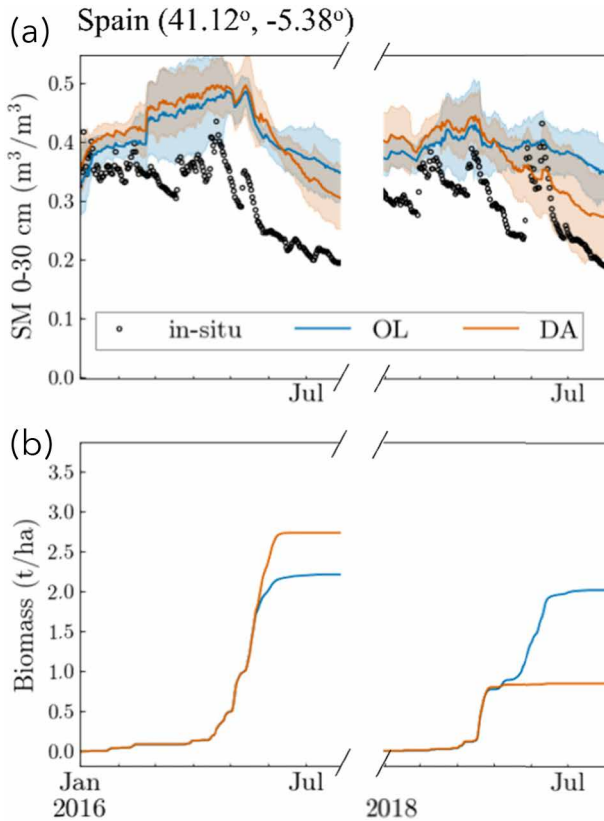 (a) Spain (41.12°, -5.38°)
SM 0-30 cm (m³/m³)
0.5
0.4
0.3
0.2
0.1
0.0
in-situ OL DA
Jul Jul
(b)
Biomass (t/ha)
3.5
3.0
2.5
2.0
1.5
1.0
0.5
0.0
Jan Jul Jul
2016 2018